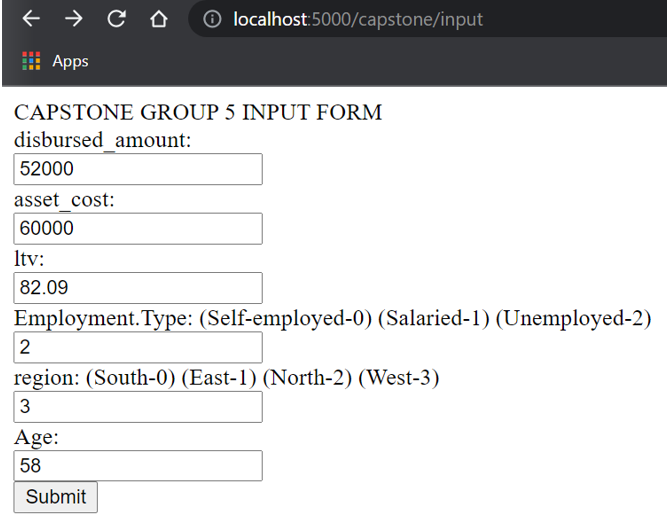 localhost:5000/capstone/input
Apps
CAPSTONE GROUP 5 INPUT FORM
disbursed_amount:
52000
asset_cost:
60000
ltv:
82.09
Employment.Type: (Self-employed-0) (Salaried-1) (Unemployed-2)
2
region: (South-0) (East-1) (North-2) (West-3)
3
Age:
58
Submit